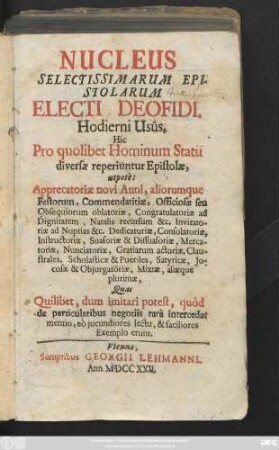 NUCLEUS
SELECTISSIMARUM EPI-
STOLARUM
ELECTI DEOFIDI.
Hodierni Usûs,
Hic
Pro quolibet Hominum Statu
diversæ reperiuntur Epistolæ,
utpotè:
Apprecatoriæ novi Anni, aliorumque
Festorum, Commendatitiæ, Officiosæ seu
Obsequiorum oblatoriæ, Congratulatoriæ ad
Dignitatem, Natalis recursum &c. Invitato-
riæ ad Nuptias &c. Dedicatoriæ, Consolatoriæ,
Instructoriæ, Suasoriæ & Dissuasoriæ, Merca-
toriæ, Nunciatoriæ, Gratiarum actoriæ, Clau-
strales, Scholasticæ & Pueriles, Satyricæ, Jo-
cosæ & Objurgatoriæ, Mixtæ, aliæque
plurimæ,
Quas
Quilibet, dum imitari potest, quòd
de particularibus negotiis rara intercedat
mentio, eò jucundiores lectu, & faciliores
Exemplo erunt.
Viennæ,
Sumptibus GEORGII LEHMANNI.
Ann MDCCXXII.